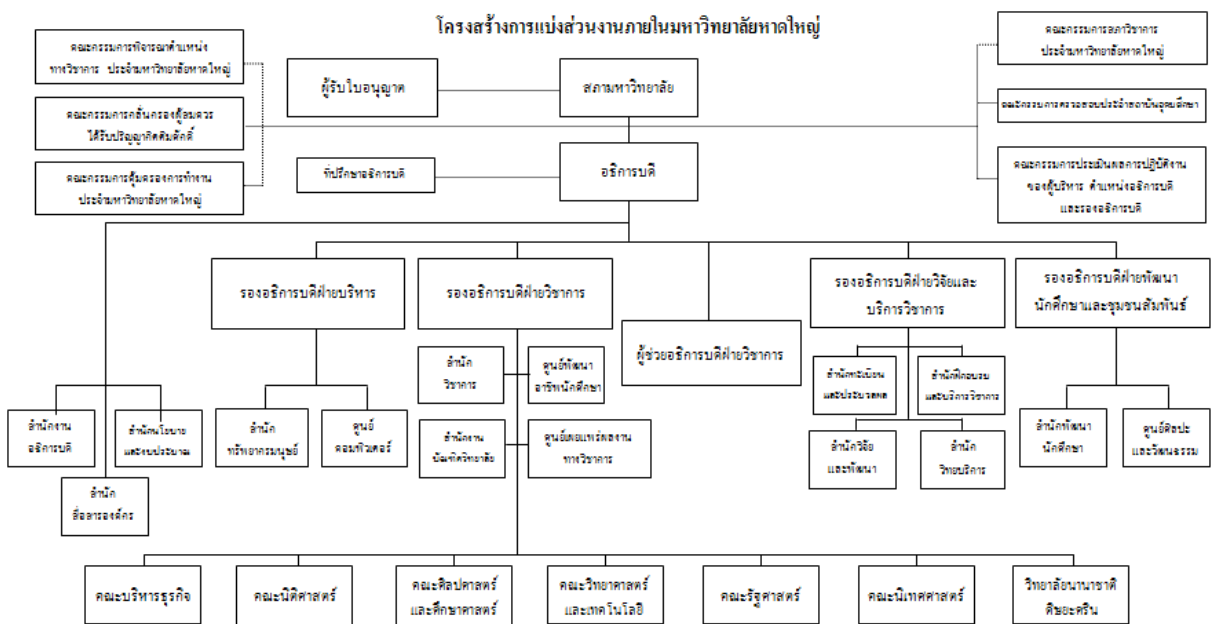 โครงสร้างการแบ่งส่วนงานภายในมหาวิทยาลัยหาดใหญ่
คณะกรรมการพิจารณาตำแหน่ง
ทางวิชาการ ประจำมหาวิทยาลัยหาดใหญ่
คณะกรรมการกลั่นกรองผู้สมควร
ได้รับปริญญากิตติมศักดิ์
คณะกรรมการคุ้มครองการทำงาน
ประจำมหาวิทยาลัยหาดใหญ่
ผู้รับใบอนุญาต
สภามหาวิทยาลัย
คณะกรรมการสภาวิชาการ
ประจำมหาวิทยาลัยหาดใหญ่
คณะกรรมการตรวจสอบประจำสถาบันอุดมศึกษา
คณะกรรมการประเมินผลการปฏิบัติงาน
ของผู้บริหาร ตำแหน่งอธิการบดี
และรองอธิการบดี
ที่ปรึกษาอธิการบดี
อธิการบดี
รองอธิการบดีฝ่ายบริหาร
รองอธิการบดีฝ่ายวิชาการ
ผู้ช่วยอธิการบดีฝ่ายวิชาการ
รองอธิการบดีฝ่ายวิจัยและ
บริการวิชาการ
รองอธิการบดีฝ่ายพัฒนา
นักศึกษาและชุมชนสัมพันธ์
สำนัก
วิชาการ
ศูนย์พัฒนา
อาชีพนักศึกษา
สำนักทะเบียน
และประมวลผล
สำนักฝึกอบรม
และบริการวิชาการ
สำนักงาน
อธิการบดี
สำนักนโยบาย
และงบประมาณ
สำนัก
ทรัพยากรมนุษย์
ศูนย์
คอมพิวเตอร์
สำนักงาน
บัณฑิตวิทยาลัย
ศูนย์เผยแพร่ผลงาน
ทางวิชาการ
สำนักวิจัย
และพัฒนา
สำนัก
วิทยบริการ
สำนักพัฒนา
นักศึกษา
ศูนย์ศิลปะ
และวัฒนธรรม
สำนัก
สื่อสารองค์กร
คณะบริหารธุรกิจ
คณะนิติศาสตร์
คณะศิลปศาสตร์
และศึกษาศาสตร์
คณะวิทยาศาสตร์
และเทคโนโลยี
คณะรัฐศาสตร์
คณะนิเทศศาสตร์
วิทยาลัยนานาชาติ
ดิษยะศริน